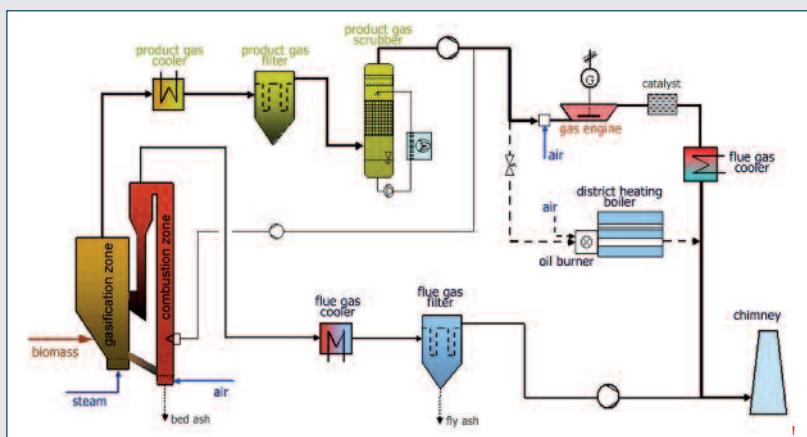 product gas
cooler
product gas
filter
product gas
scrubber
G
catalyst
gas engine
air
flue gas
cooler
district heating
boiler
air
oil burner
gasification zone
combustion zone
biomass
steam
air
bed ash
flue gas
cooler
flue gas
filter
fly ash
chimney